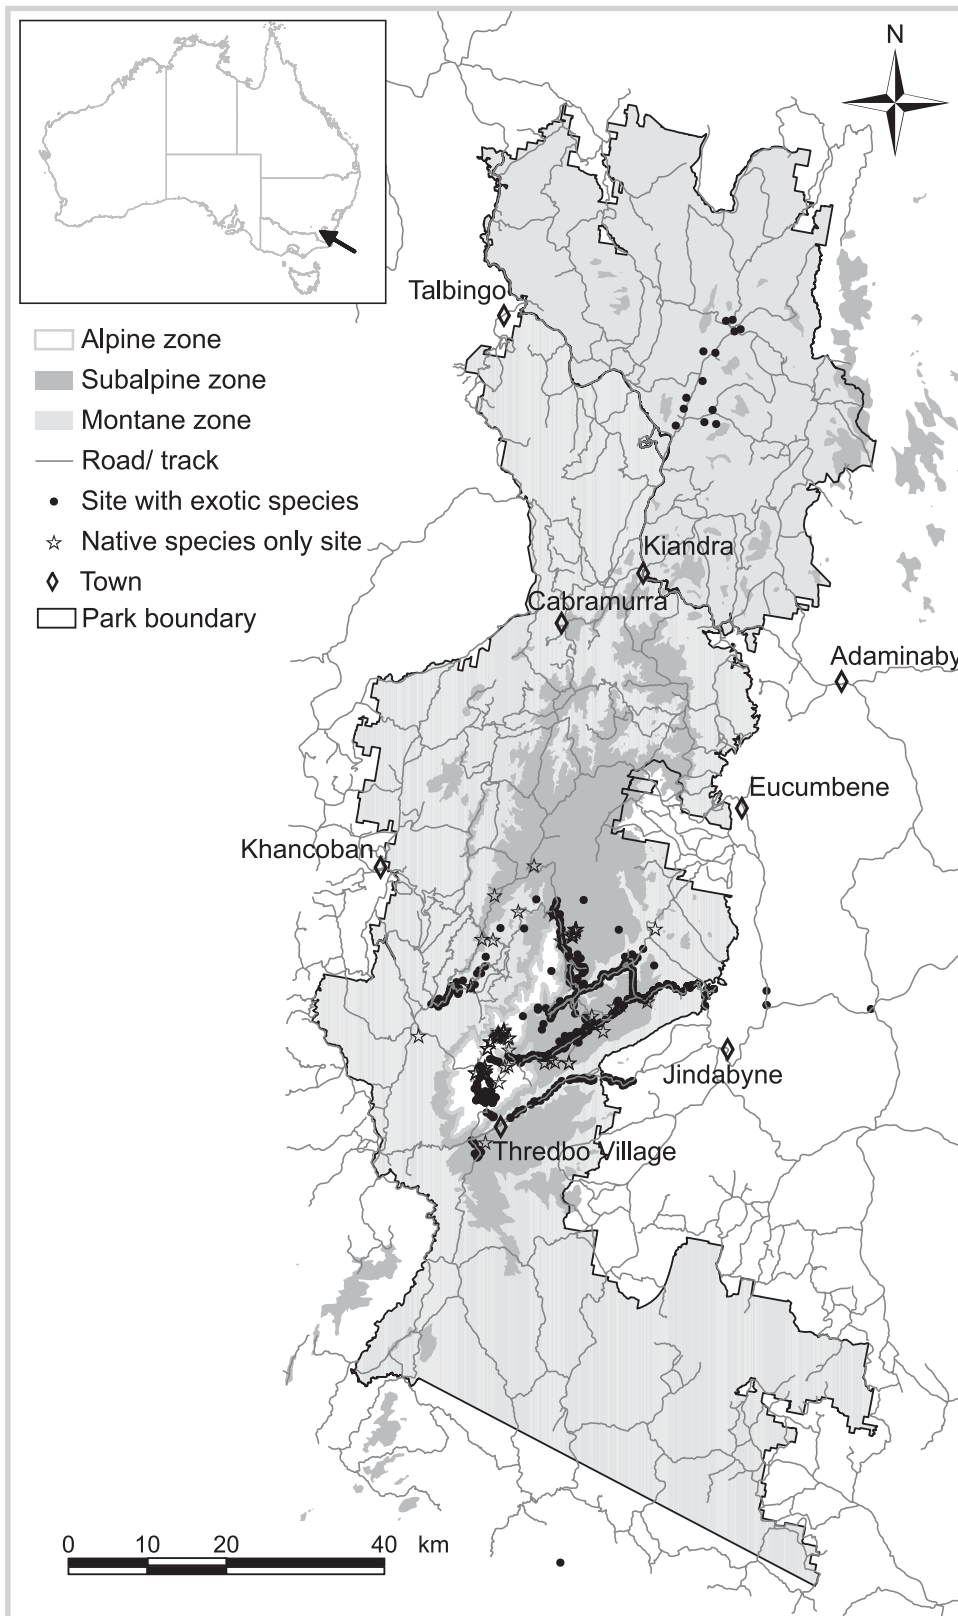 N
Talbingo
Alpine zone
Subalpine zone
Montane zone
Road/ track
Site with exotic species
Native species only site
Town
Park boundary
Kiandra
Cabramurra
Adaminaby
Eucumbene
Khancoban
Jindabyne
Thredbo Village
0 10 20 40 km